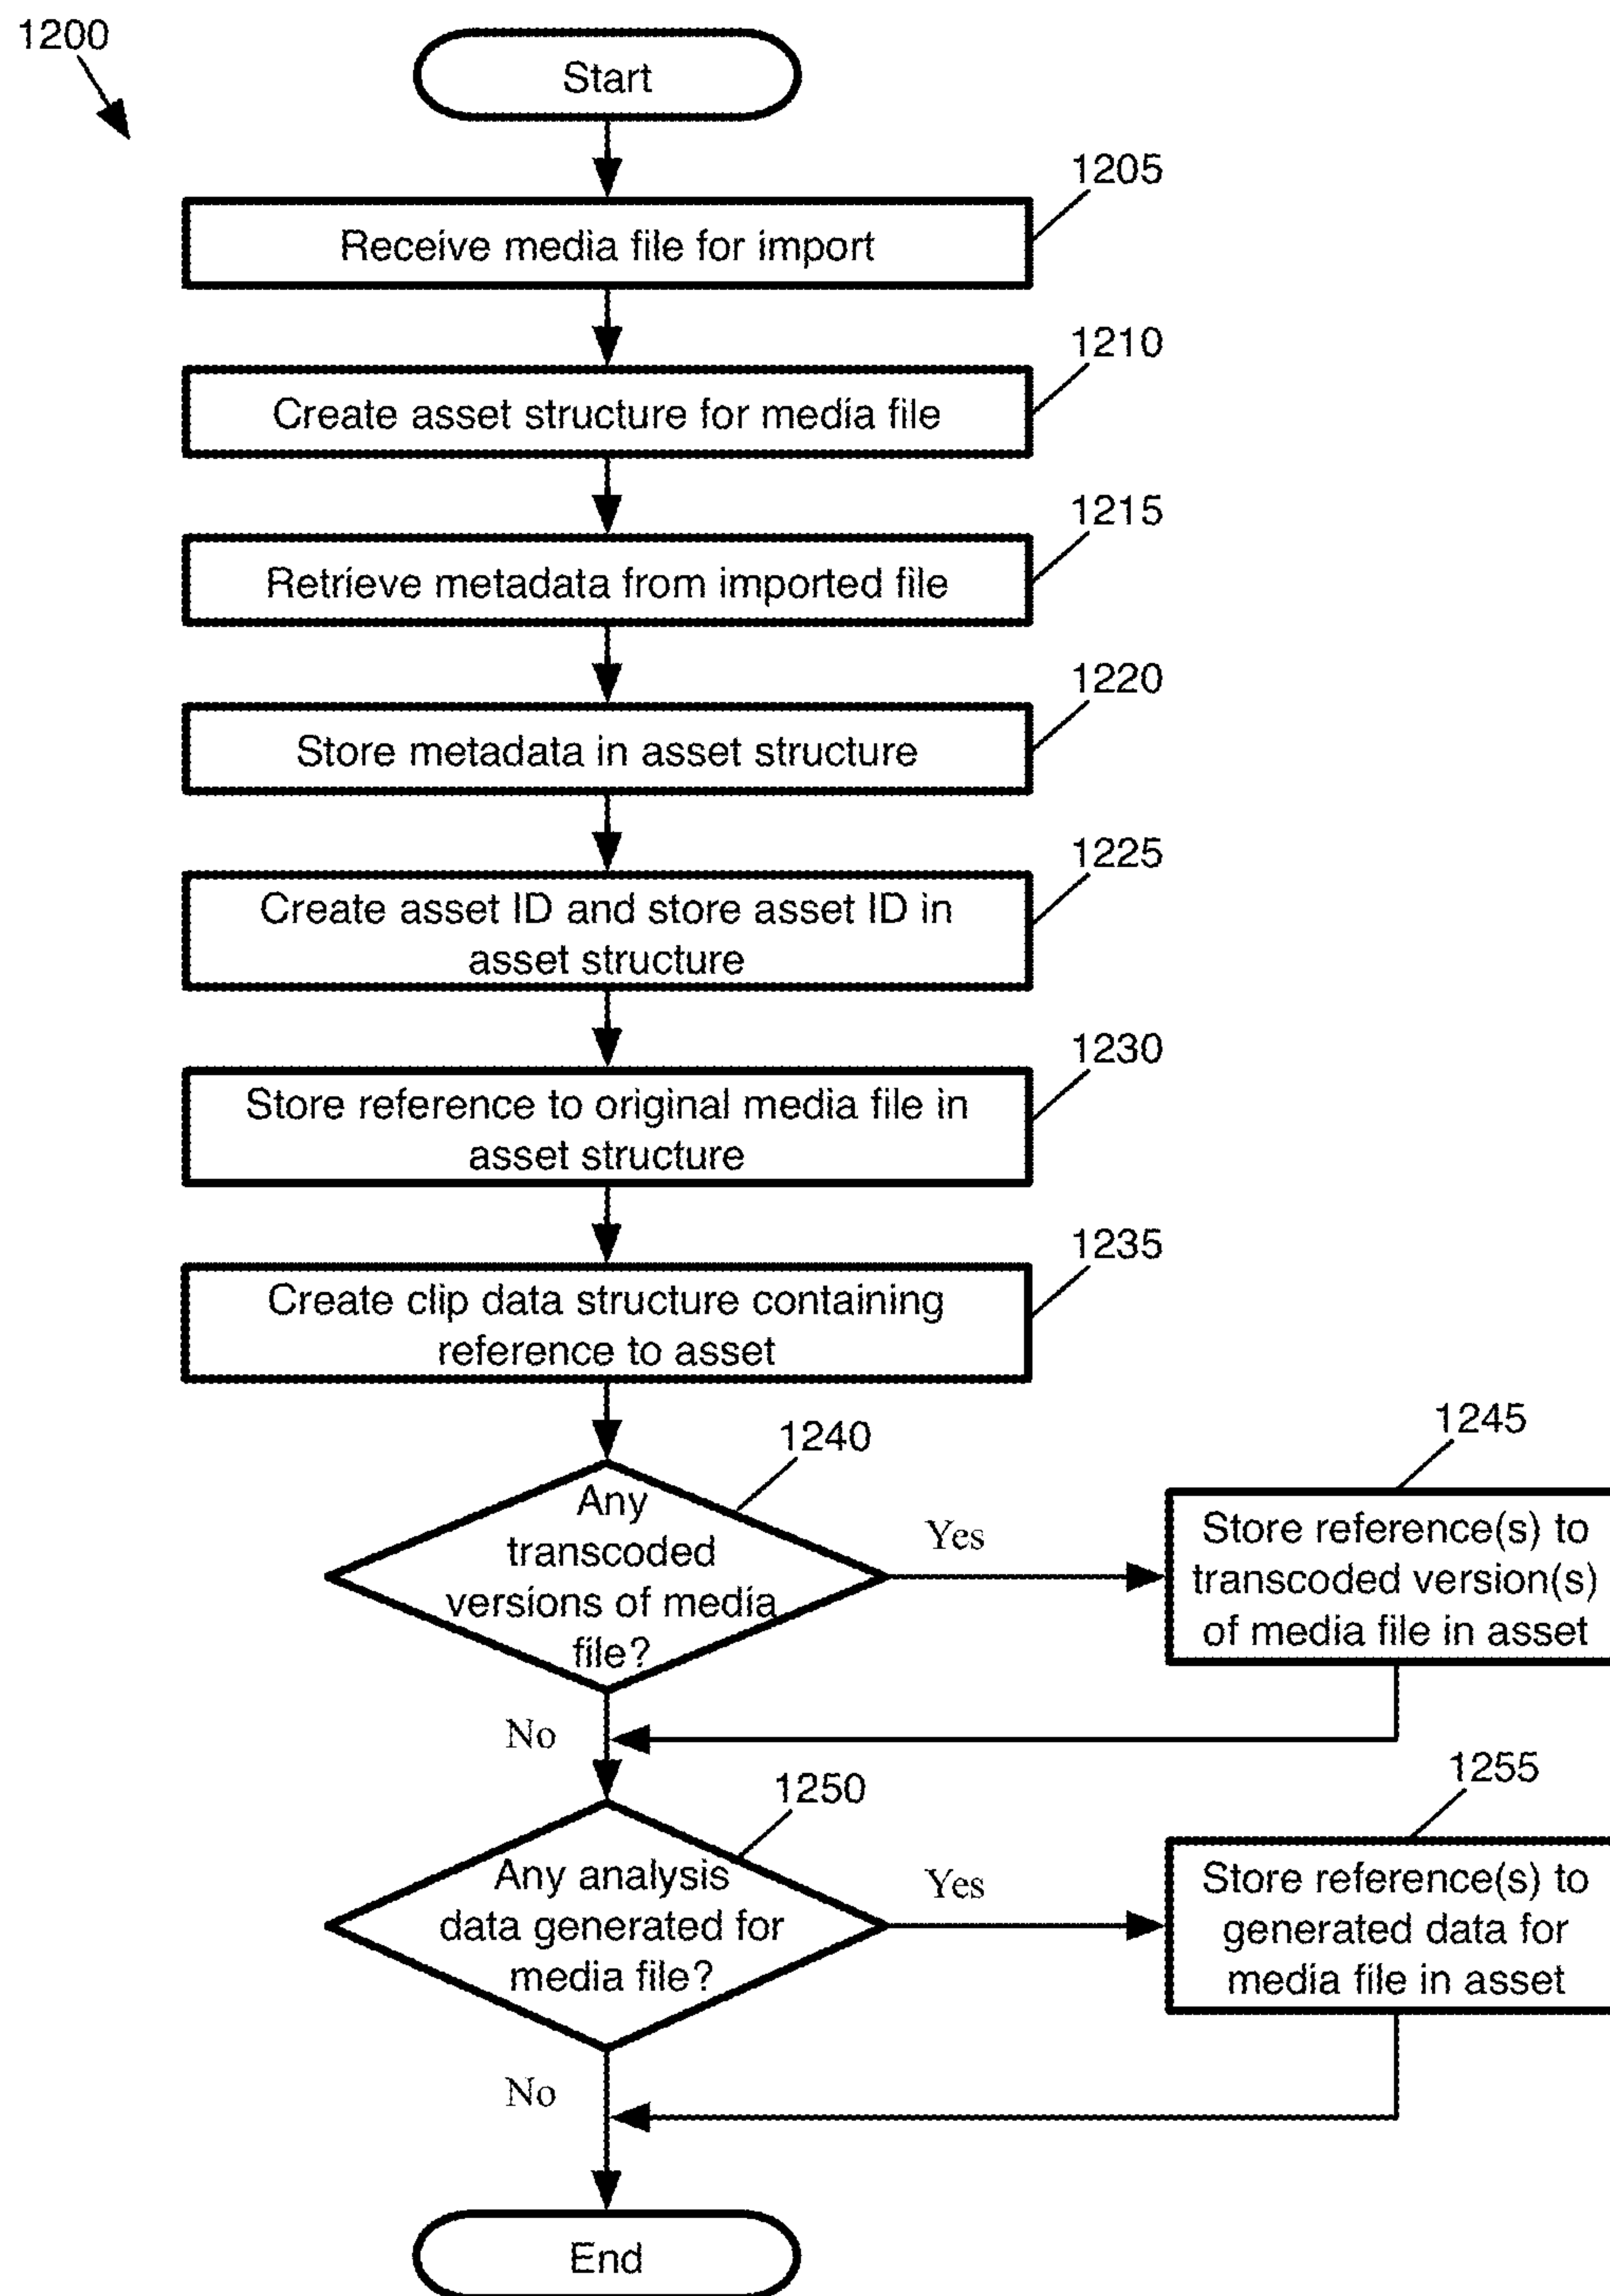 1200
Start
1205
Receive media file for import
1210
Create asset structure for media file
1215
Retrieve metadata from imported file
1220
Store metadata in asset structure
1225
Create asset ID and store asset ID in
asset structure
1230
Store reference to original media file in
asset structure
1235
Create clip data structure containing
reference to asset
1240
Any
transcoded
versions of media
file?
Yes
1245
Store reference(s) to
transcoded version(s)
of media file in asset
No
1250
Any analysis
data generated for
media file?
Yes
1255
Store reference(s) to
generated data for
media file in asset
No
End